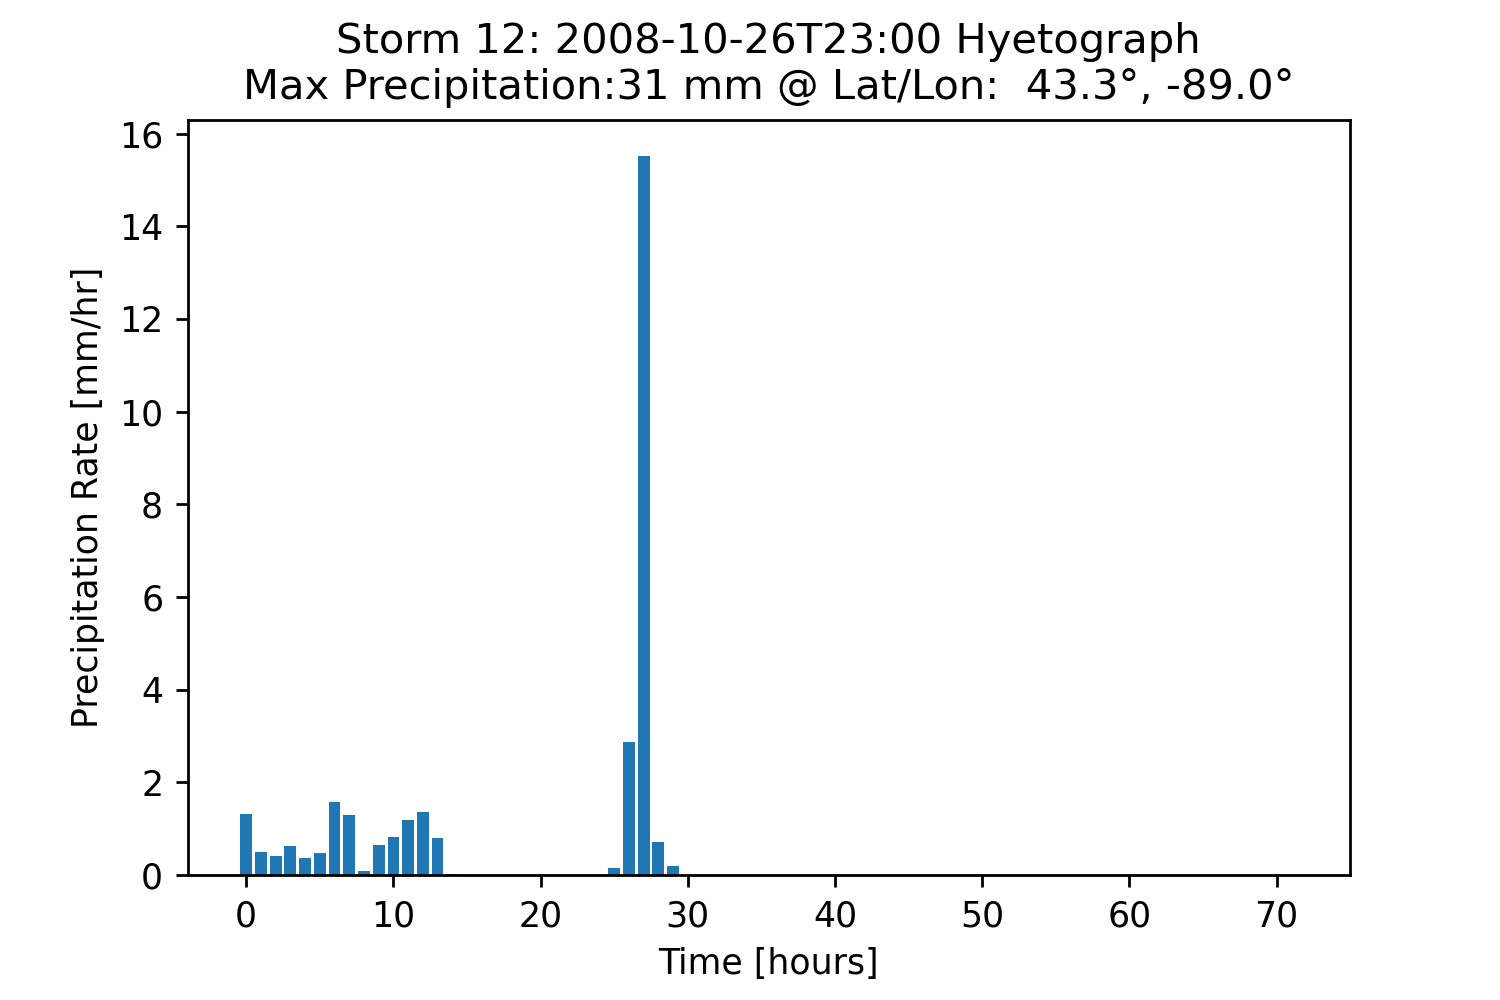 Storm 12: 2008-10-26T23:00 Hyetograph
Max Precipitation:31 mm @ Lat/Lon:  43.3°, -89.0°
16
14
12
10
8
6
4
2
0
Precipitation Rate [mm/hr]
0 10 20 30 40 50 60 70
Time [hours]